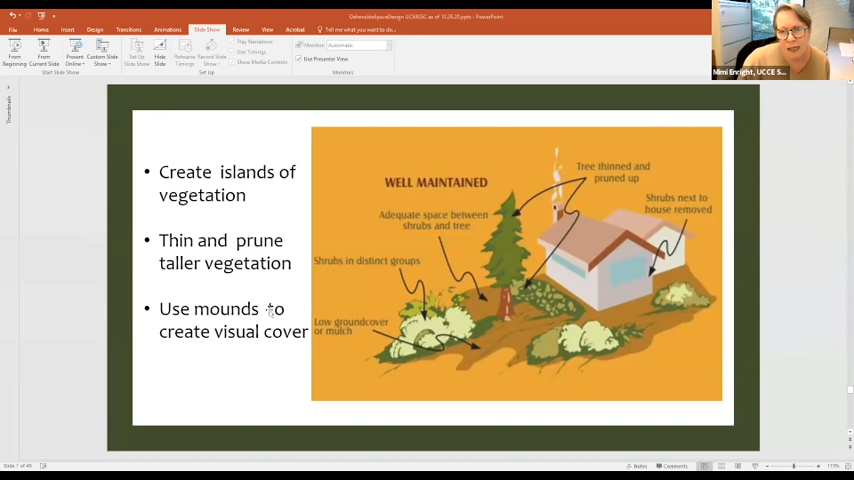 DefensibleSpaceDesign UCMGSC as of 10.20.20.pptx - PowerPoint
File Home Insert Design Transitions Animations Slide Show Review View Acrobat Tell me what you want to do...
From Beginning
From Current Slide
Present Online
Custom Slide Show
Set Up Slide Show
Hide Slide
Rehearse Timings
Record Slide Show
Play Narrations
Use Timings
Show Media Controls
Monitor: Automatic
Use Presenter View
Start Slide Show
Set Up
Monitors
Mimi Enright, UCCE S...
Thumbnails
• Create islands of
vegetation
• Thin and prune
taller vegetation
• Use mounds to
create visual cover
WELL MAINTAINED
Tree thinned and
pruned up
Shrubs next to
house removed
Adequate space between
shrubs and tree
Shrubs in distinct groups
Low groundcover
or mulch
Slide 1 of 49
Notes
Comments